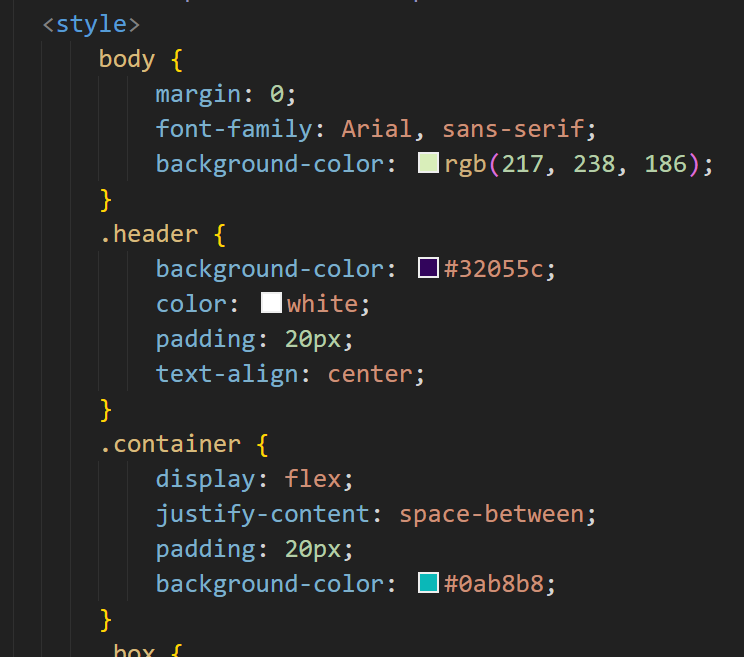 <style>
body {
margin: 0;
font-family: Arial, sans-serif;
background-color: rgb(217, 238, 186);
}
.header {
background-color: #32055c;
color: white;
padding: 20px;
text-align: center;
}
.container {
display: flex;
justify-content: space-between;
padding: 20px;
background-color: #0ab8b8;
}
box {